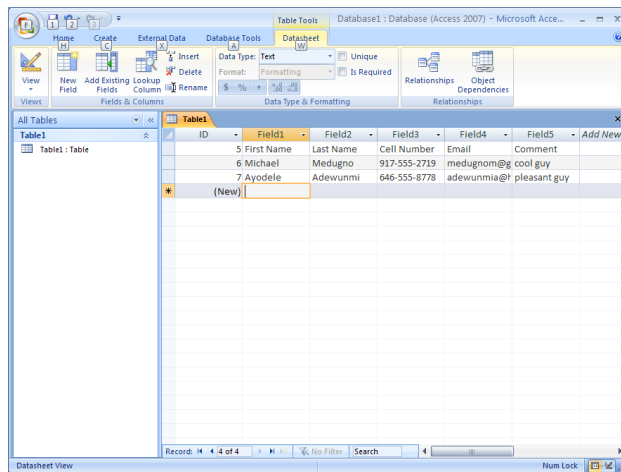 Table Tools Database1 : Database (Access 2007) - Microsoft Acce...
F 1 2 3
Home Create External Data Database Tools Datasheet
H C X A W
View
New Field
Add Existing Fields
Lookup Column
Insert
Delete
Rename
Data Type: Text
Format: Formatting
$ % ,
Unique
Is Required
Relationships
Object Dependencies
Views Fields & Columns Data Type & Formatting Relationships
All Tables
Table1
Table1 : Table
Table1
ID Field1 Field2 Field3 Field4 Field5 Add New
5 First Name Last Name Cell Number Email Comment
6 Michael Medugno 917-555-2719 medugnom@g cool guy
7 Ayodele Adewunmi 646-555-8778 adewunmia@h pleasant guy
(New)
Record: 4 of 4 No Filter Search
Datasheet View Num Lock